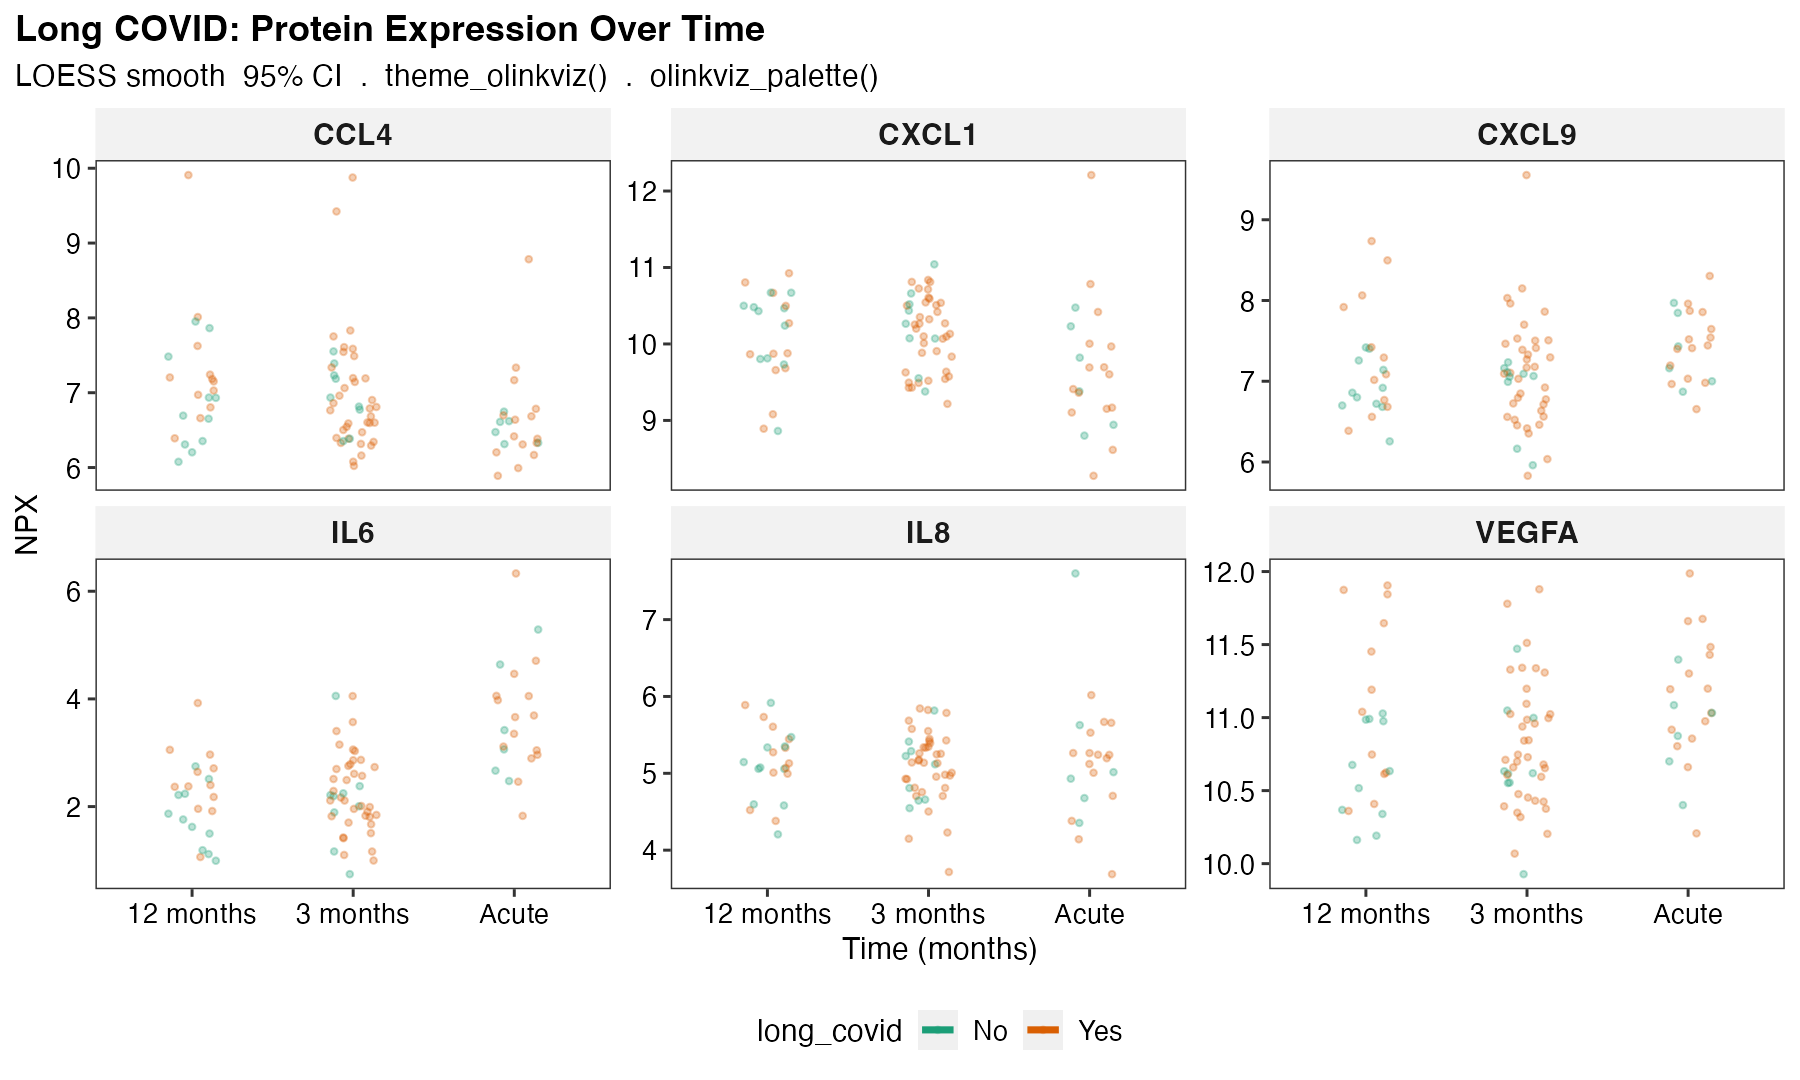 Long COVID: Protein Expression Over Time
LOESS smooth  95% CI  .  theme_olinkviz()  .  olinkviz_palette()
CCL4
CXCL1
CXCL9
10
9
8
7
6
12
11
10
9
9
8
7
6
NPX
IL6
IL8
VEGFA
6
4
2
7
6
5
4
12.0
11.5
11.0
10.5
10.0
12 months 3 months Acute
12 months 3 months Acute
12 months 3 months Acute
Time (months)
long_covid No Yes